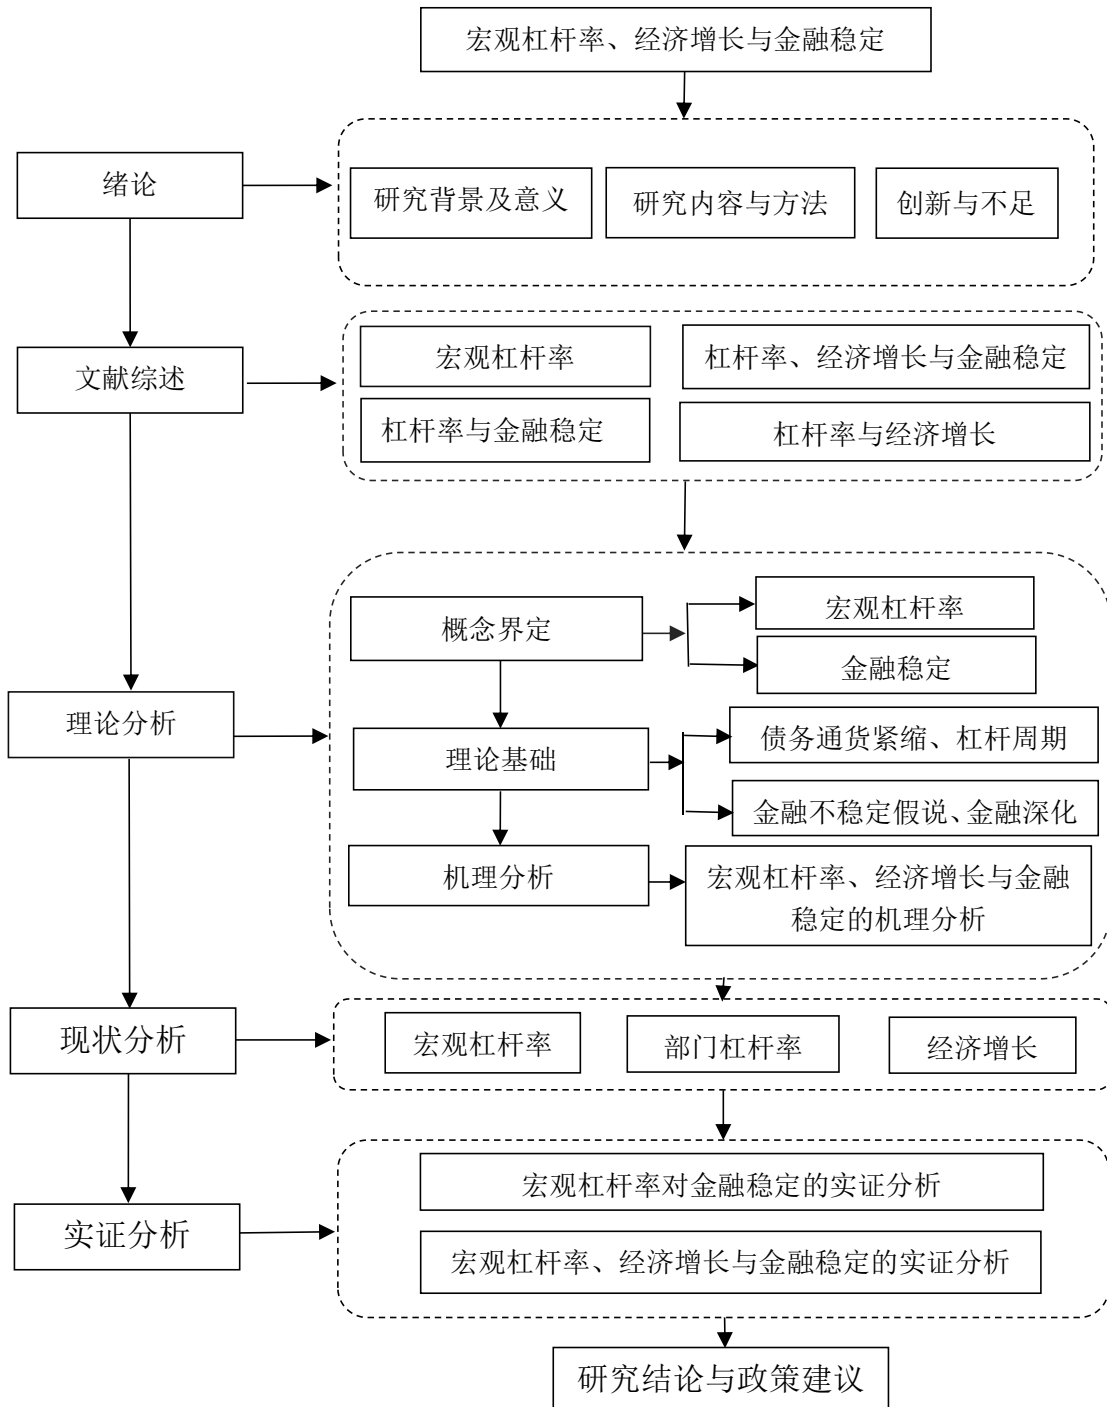 宏观杠杆率、经济增长与金融稳定
绪论
研究背景及意义
研究内容与方法
创新与不足
文献综述
宏观杠杆率
杠杆率、经济增长与金融稳定
杠杆率与金融稳定
杠杆率与经济增长
理论分析
概念界定
宏观杠杆率
金融稳定
理论基础
债务通货紧缩、杠杆周期
金融不稳定假说、金融深化
机理分析
宏观杠杆率、经济增长与金融
稳定的机理分析
现状分析
宏观杠杆率
部门杠杆率
经济增长
实证分析
宏观杠杆率对金融稳定的实证分析
宏观杠杆率、经济增长与金融稳定的实证分析
研究结论与政策建议